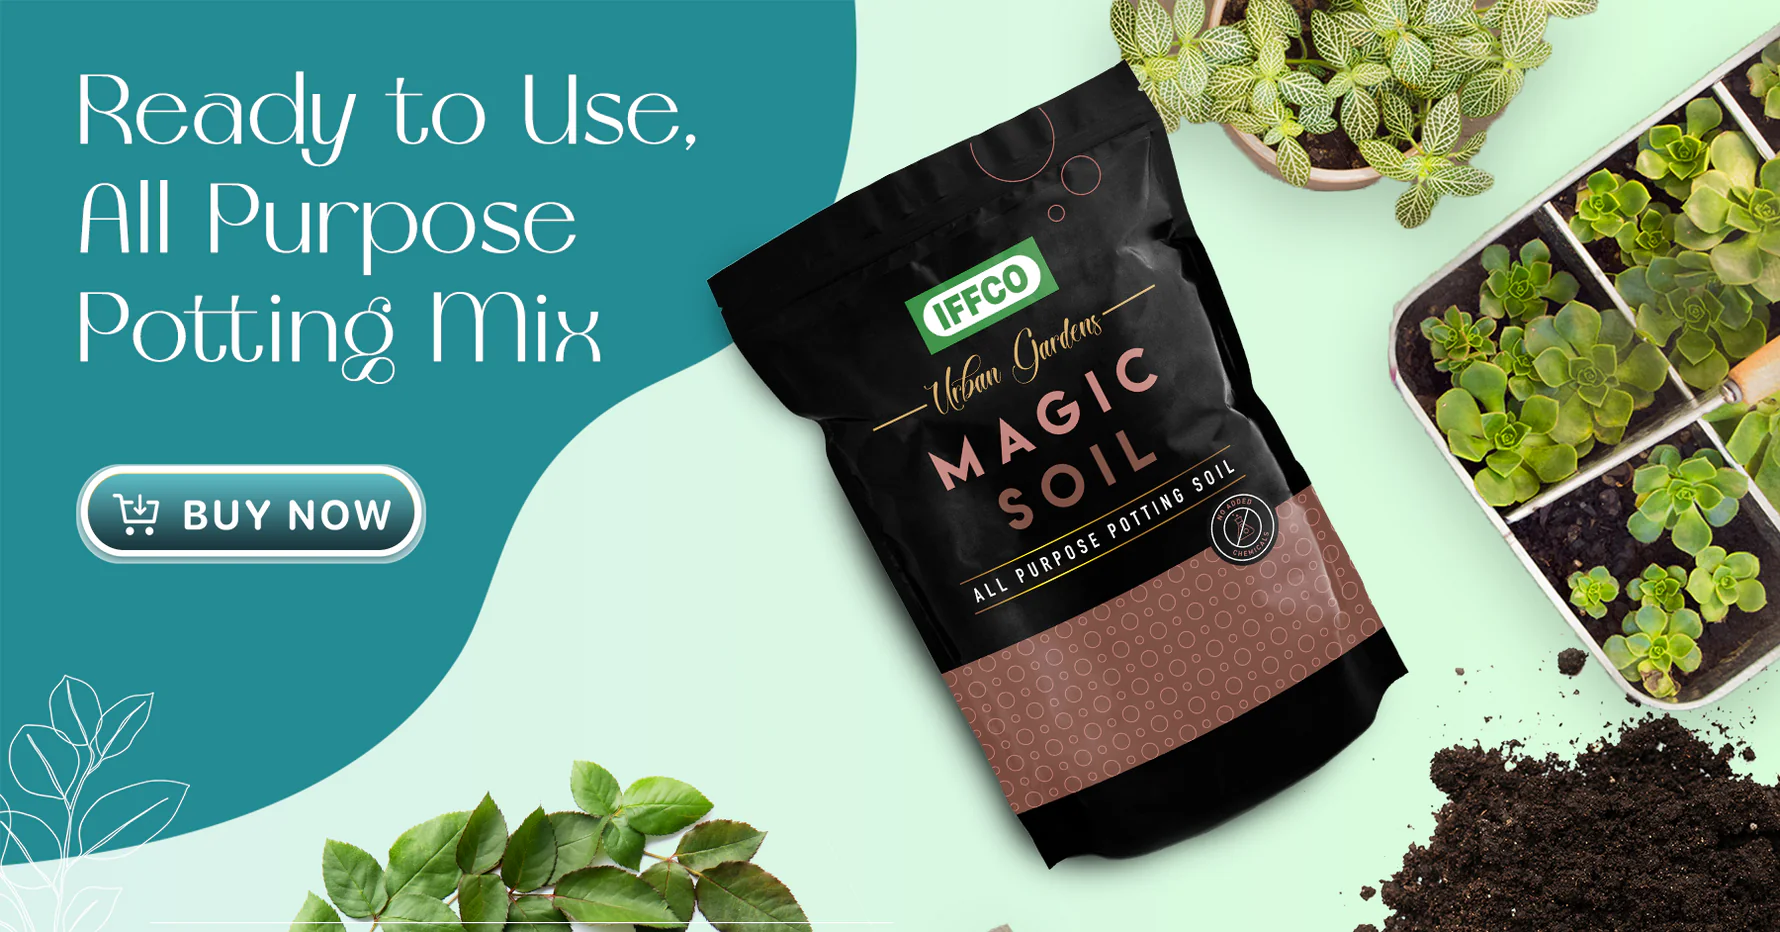 Ready to Use,
All Purpose
Potting Mix
BUY NOW
IFFCO
Urban Gardens
MAGIC
SOIL
ALL PURPOSE POTTING SOIL
NO ADDED
CHEMICALS